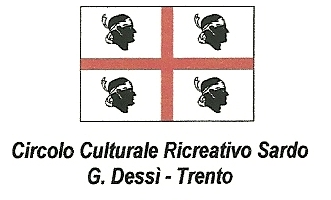 Circolo Culturale Ricreativo Sardo
G. Dessì - Trento